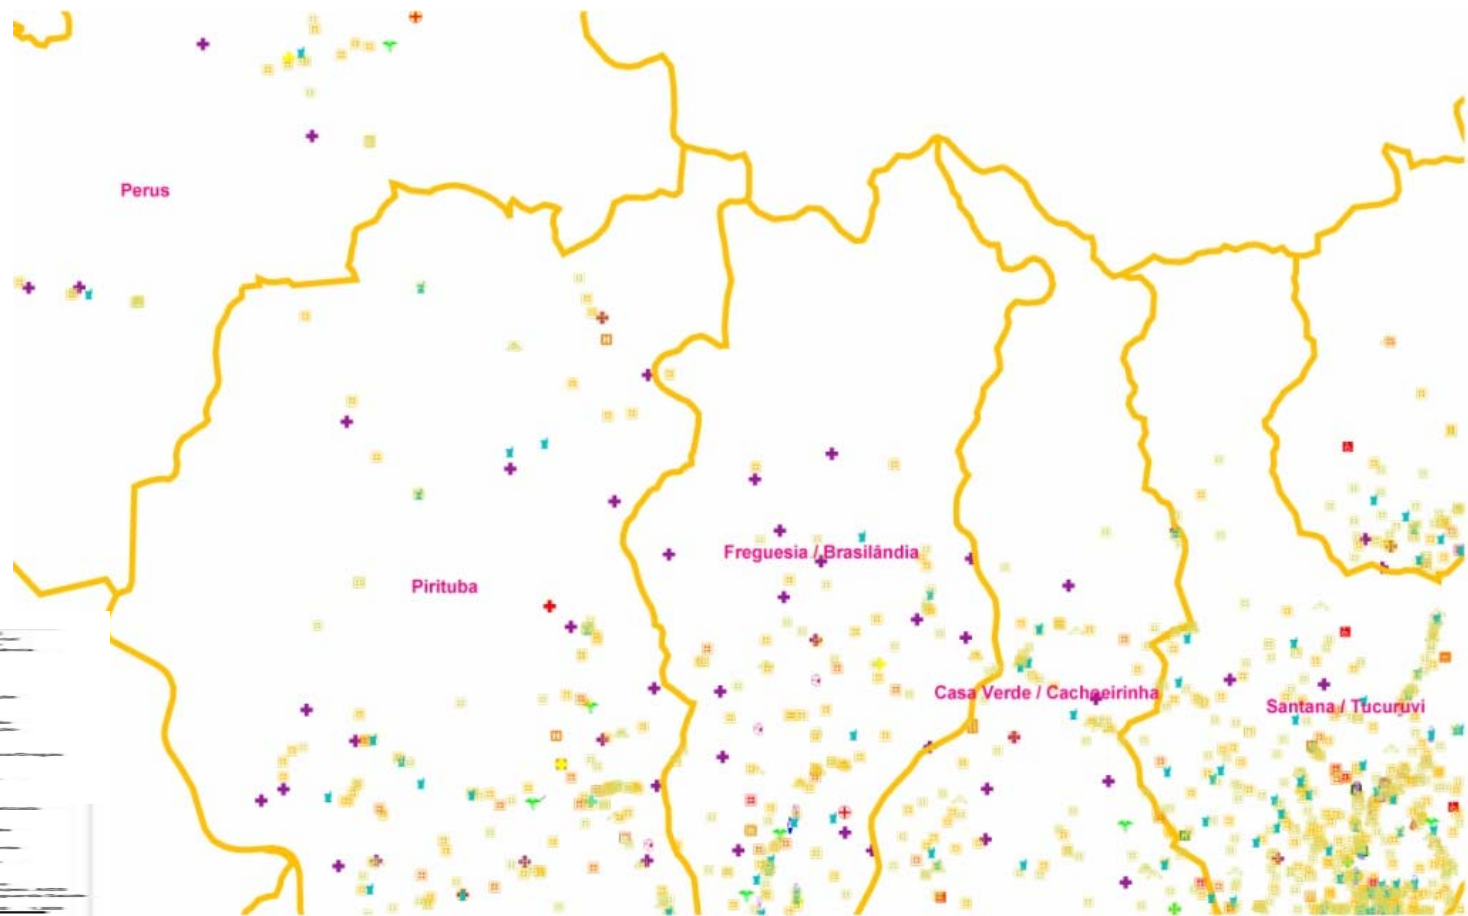 Perus
Freguesia / Brasilândia
Pirituba
Casa Verde / Cachoeirinha
Santana / Tucuruvi